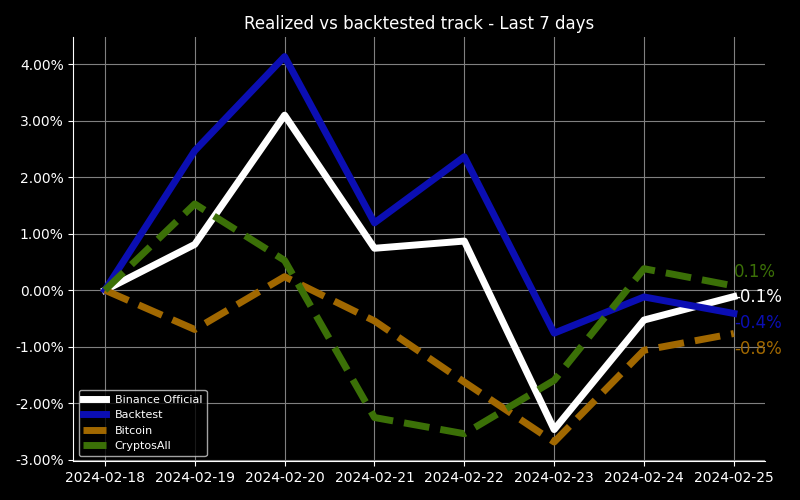 Realized vs backtested track - Last 7 days
4.00%
3.00%
2.00%
1.00%
0.00%
-1.00%
-2.00%
-3.00%
0.1%
-0.1%
-0.4%
-0.8%
Binance Official
Backtest
Bitcoin
CryptosAll
2024-02-18 2024-02-19 2024-02-20 2024-02-21 2024-02-22 2024-02-23 2024-02-24 2024-02-25